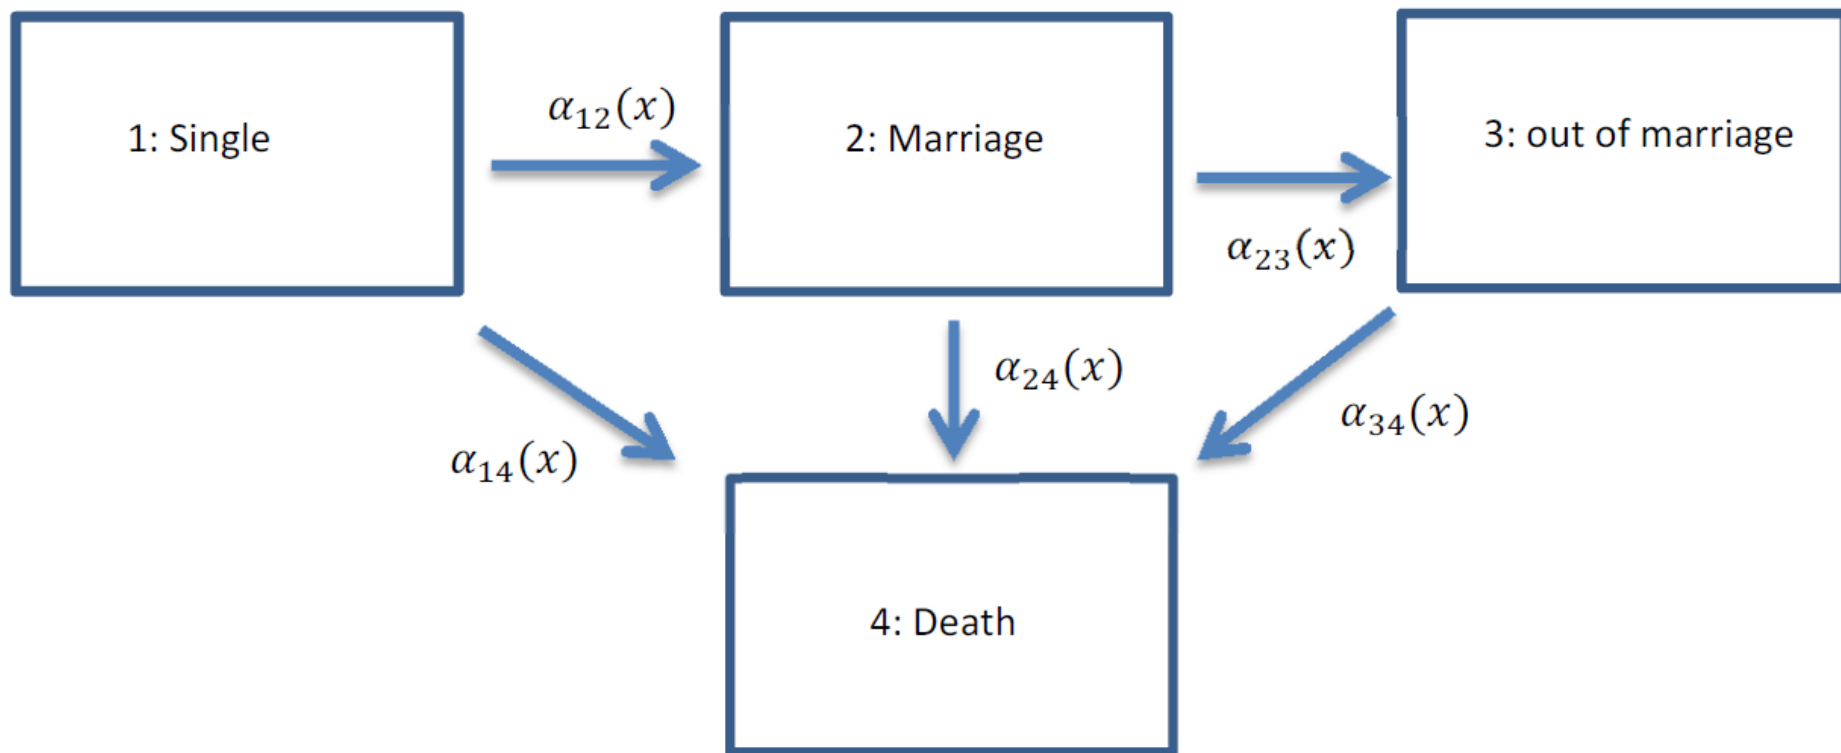 1: Single
α₁₂(x)
2: Marriage
α₂₃(x)
3: out of marriage
α₁₄(x)
α₂₄(x)
α₃₄(x)
4: Death